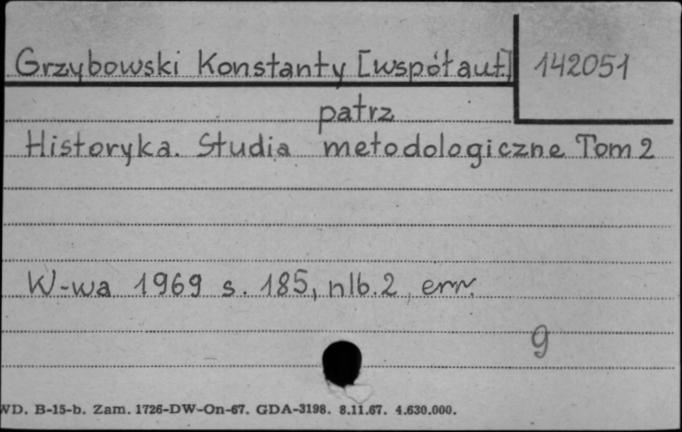 Grzybowski Konstanty [współaut] 142051
patrz
Historyka. Studia metodologiczne Tom 2
W-wa 1969 s. 185, nlb. 2, err.
g
WD. B-15-b. Zam. 1726-DW-On-67. GDA-3198. 8.11.67. 4.630.000.